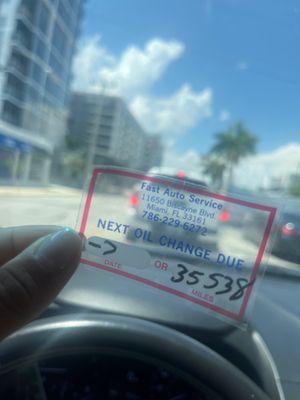 Fast Auto Service
11650 Biscayne Blvd.
Miami, FL 33161
786-229-6272
NEXT OIL CHANGE DUE
-> OR 35538
DATE MILES